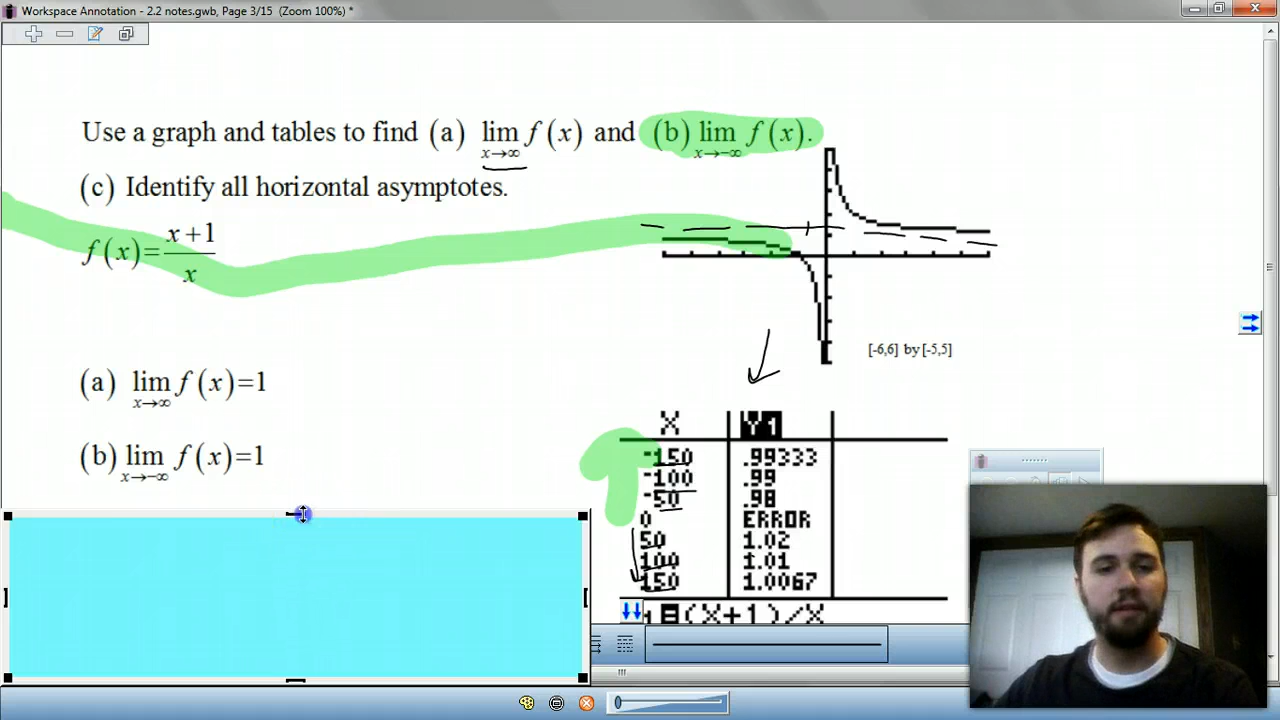 Workspace Annotation - 2.2 notes.gwb, Page 3/15 (Zoom 100%) *
Use a graph and tables to find (a) lim x→∞ f(x) and (b) lim x→-∞ f(x).
(c) Identify all horizontal asymptotes.
f(x)= x+1 / x
[-6,6] by [-5,5]
(a) lim x→∞ f(x)=1
(b) lim x→-∞ f(x)=1
X Y1
-150 .99333
-100 .99
-50 .98
0 ERROR
50 1.02
100 1.01
150 1.0067
(X+1)/X